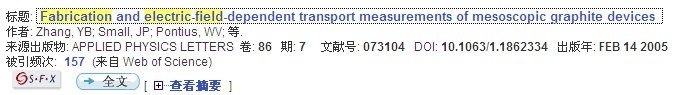 标题: Fabrication and electric-field-dependent transport measurements of mesoscopic graphite devices
作者: Zhang, YB; Small, JP; Pontius, WV; 等.
来源出版物: APPLIED PHYSICS LETTERS 卷: 86 期: 7 文献号: 073104 DOI: 10.1063/1.1862334 出版年: FEB 14 2005
被引频次: 157 (来自 Web of Science)
S·F·X 全文 [ 查看摘要 ]